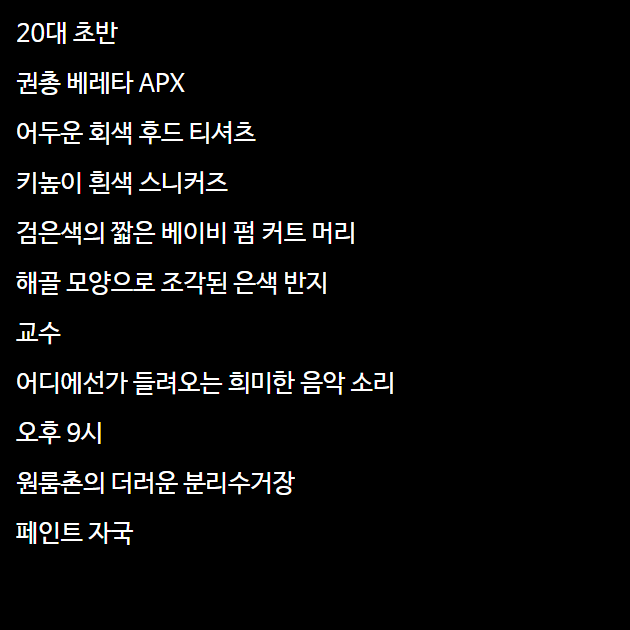 20대 초반
권총 베레타 APX
어두운 회색 후드 티셔츠
키높이 흰색 스니커즈
검은색의 짧은 베이비 펌 커트 머리
해골 모양으로 조각된 은색 반지
교수
어디에선가 들려오는 희미한 음악 소리
오후 9시
원룸촌의 더러운 분리수거장
페인트 자국